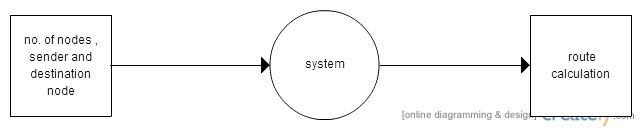 no. of nodes ,
sender and
destination
node
system
route
calculation
[online diagramming & design]
creately.com